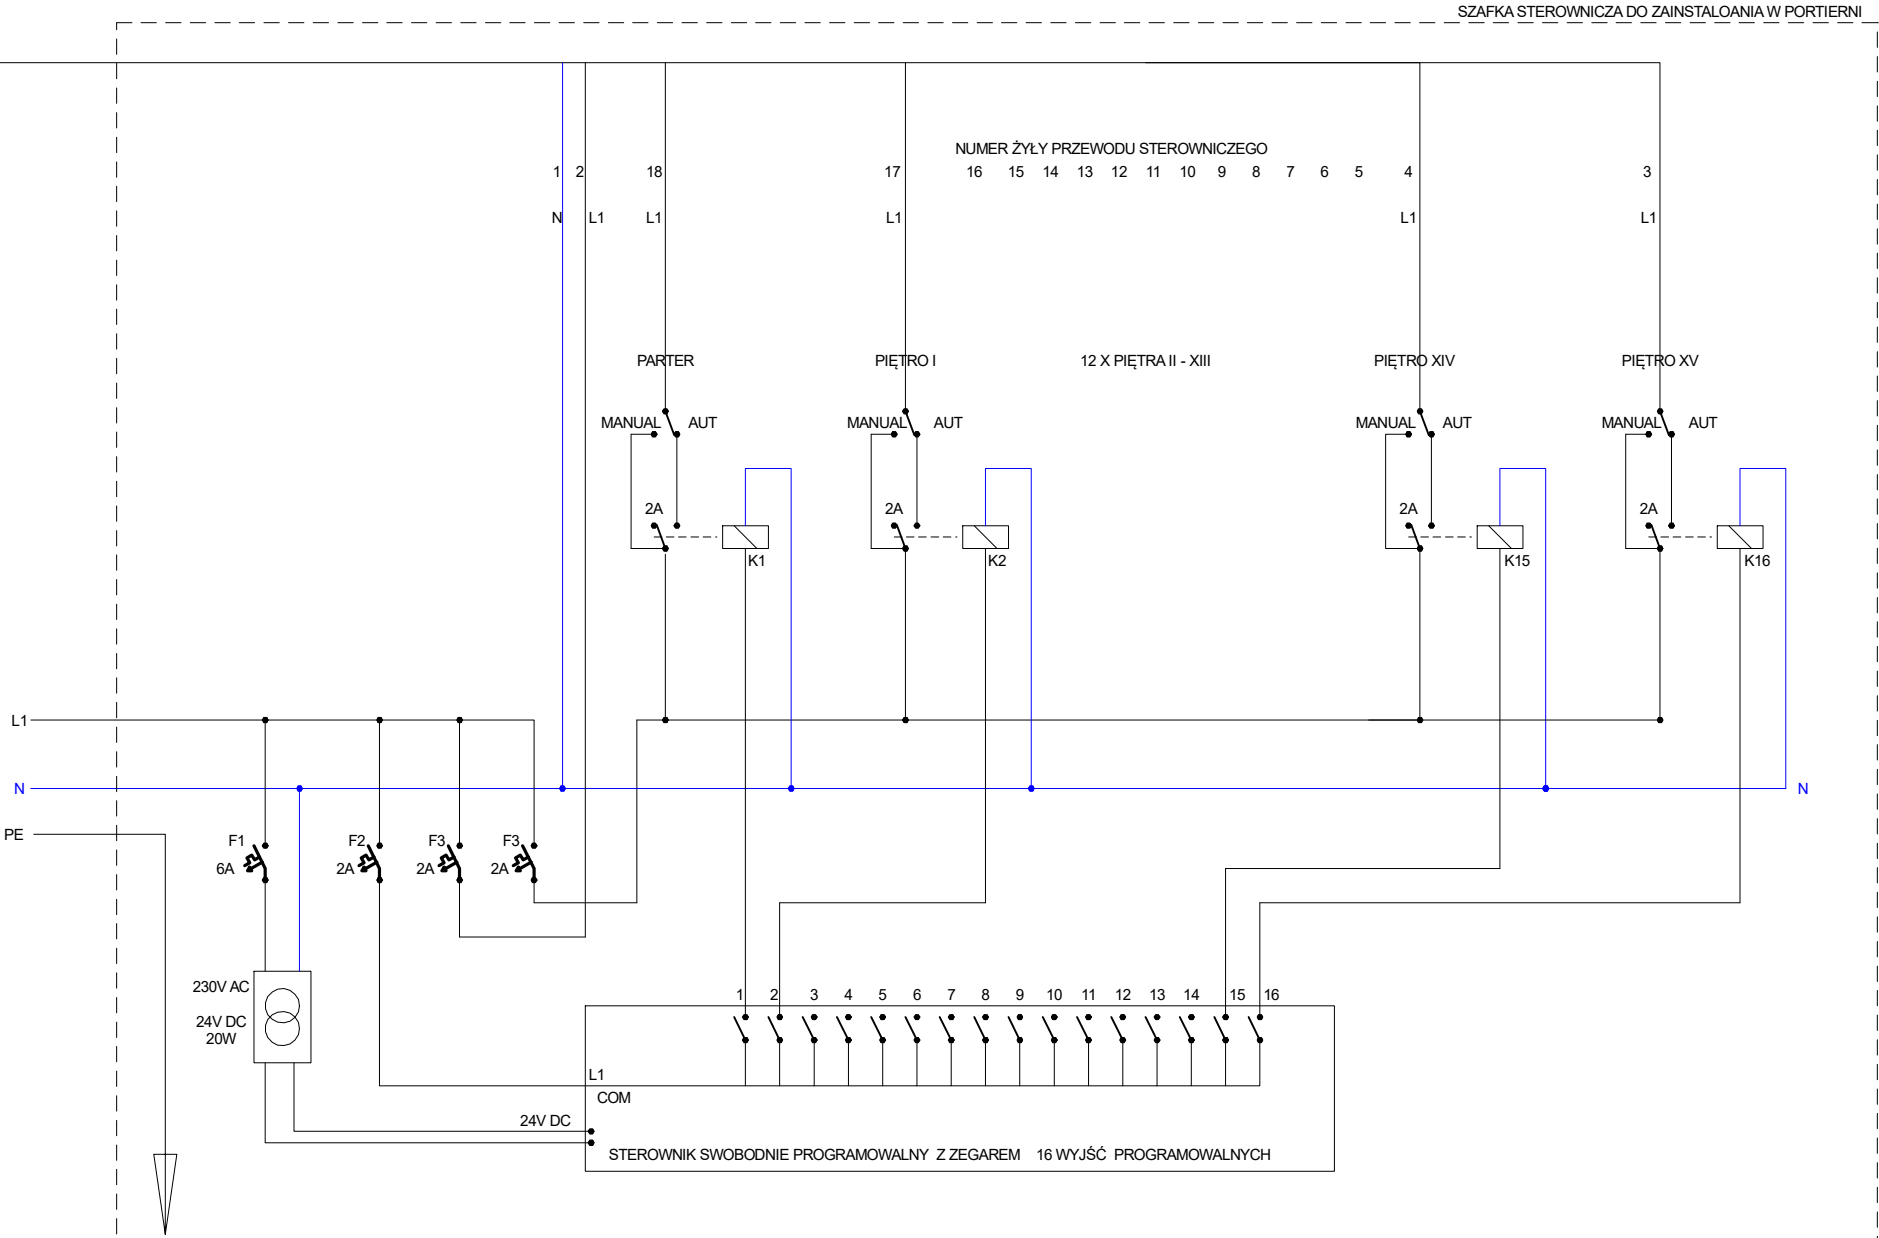 SZAFKA STEROWNICZA DO ZAINSTALOANIA W PORTIERNI
NUMER ŻYŁY PRZEWODU STEROWNICZEGO
1 2 18 17 16 15 14 13 12 11 10 9 8 7 6 5 4 3
N L1 L1 L1 L1 L1
PARTER PIĘTRO I 12 X PIĘTRA II - XIII PIĘTRO XIV PIĘTRO XV
MANUAL AUT MANUAL AUT MANUAL AUT MANUAL AUT
2A 2A 2A 2A
K1 K2 K15 K16
L1
N N
PE
F1 F2 F3 F3
6A 2A 2A 2A
230V AC
24V DC
20W
1 2 3 4 5 6 7 8 9 10 11 12 13 14 15 16
L1
COM
24V DC
STEROWNIK SWOBODNIE PROGRAMOWALNY Z ZEGAREM 16 WYJŚĆ PROGRAMOWALNYCH